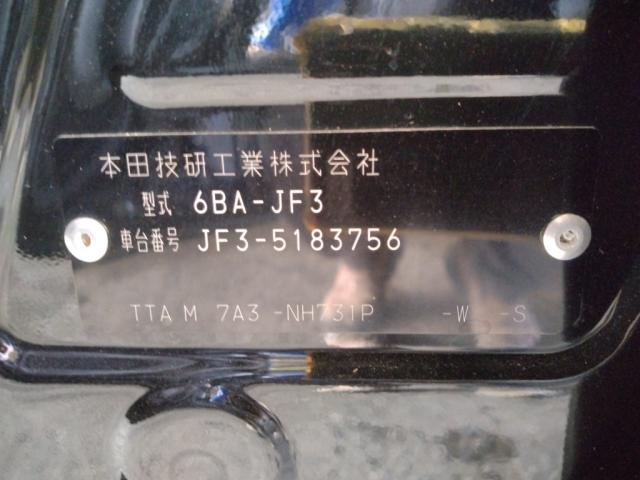 本田技研工業株式会社
型式 6BA-JF3
車台番号 JF3-5183756
TTA M 7A3 -NH731P -W -S